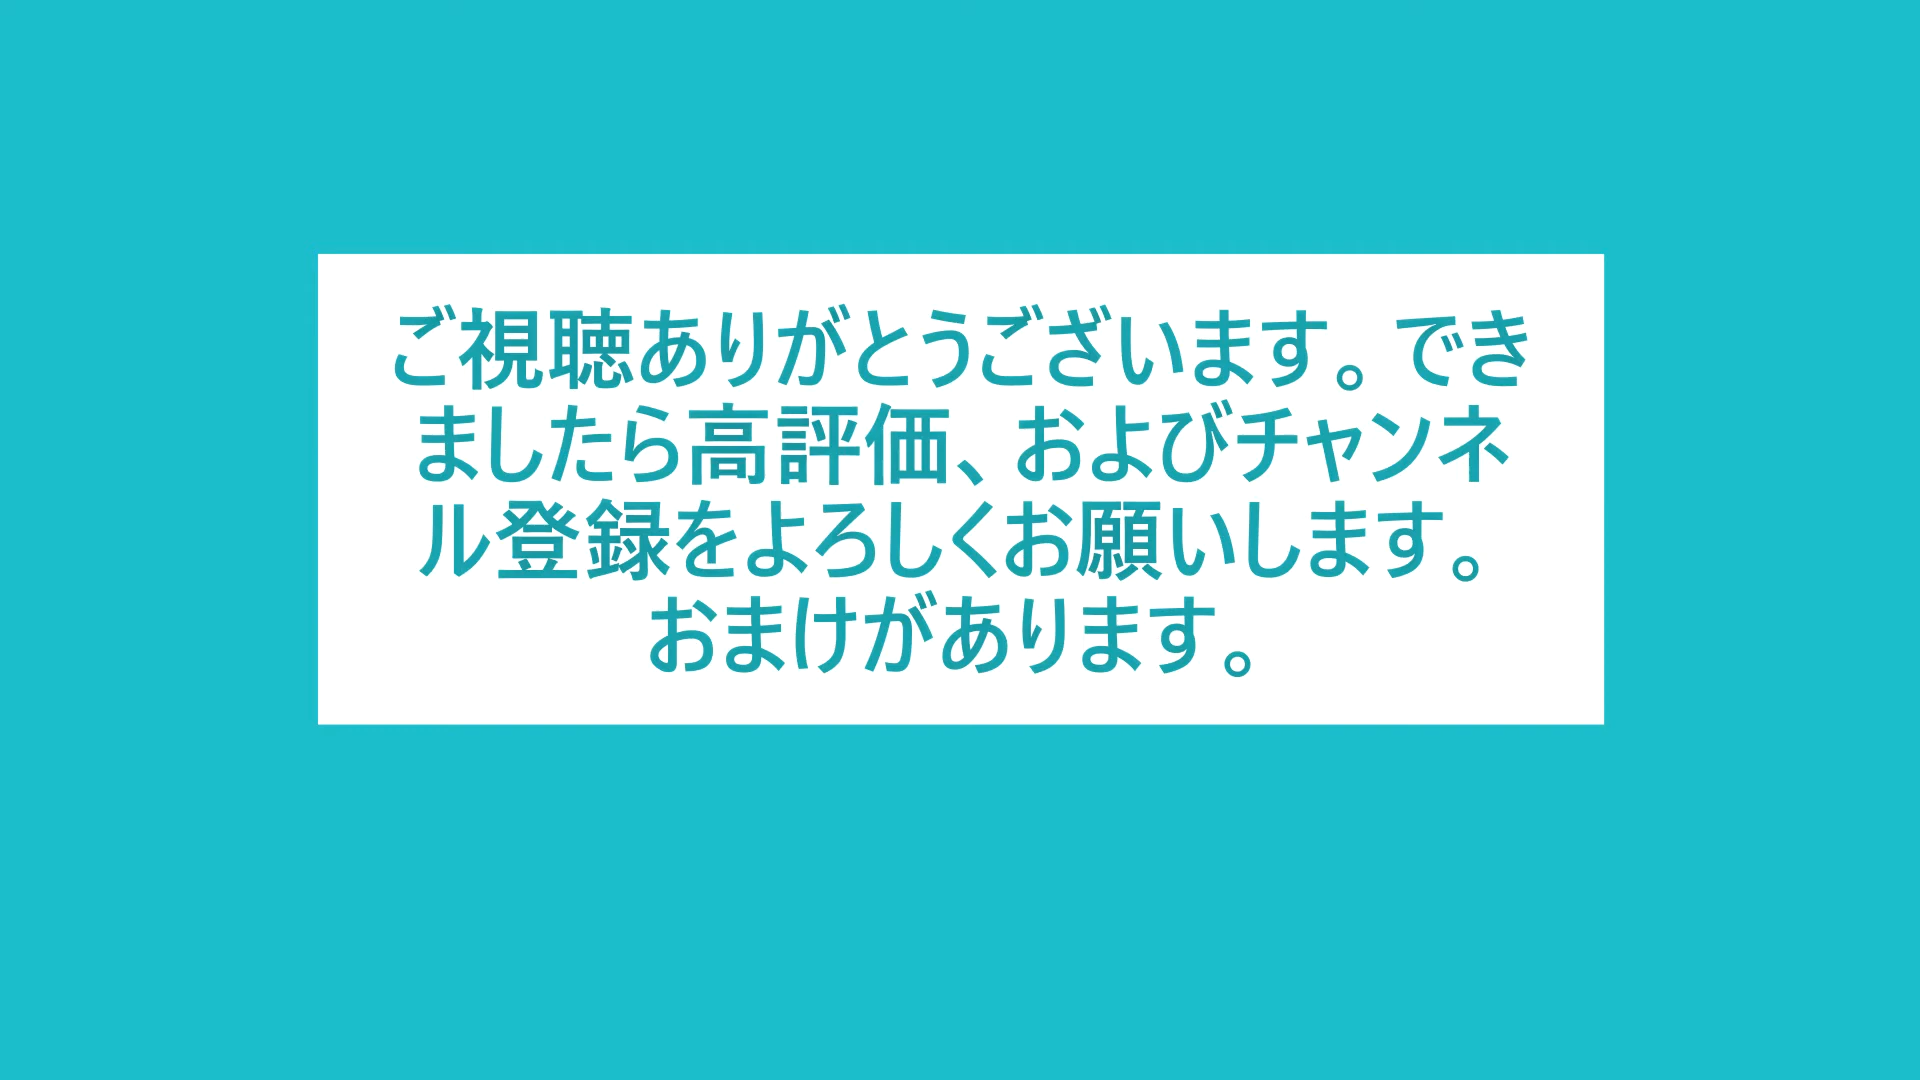 ご視聴ありがとうございます。でき
ましたら高評価、およびチャンネ
ル登録をよろしくお願いします。
おまけがあります。